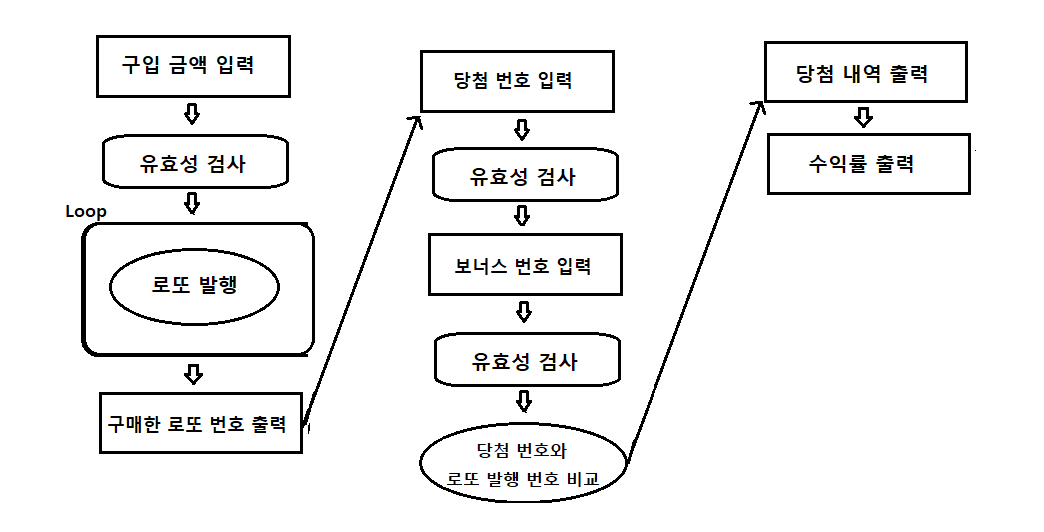 구입 금액 입력
유효성 검사
Loop
로또 발행
구매한 로또 번호 출력
당첨 번호 입력
유효성 검사
보너스 번호 입력
유효성 검사
당첨 번호와
로또 발행 번호 비교
당첨 내역 출력
수익률 출력